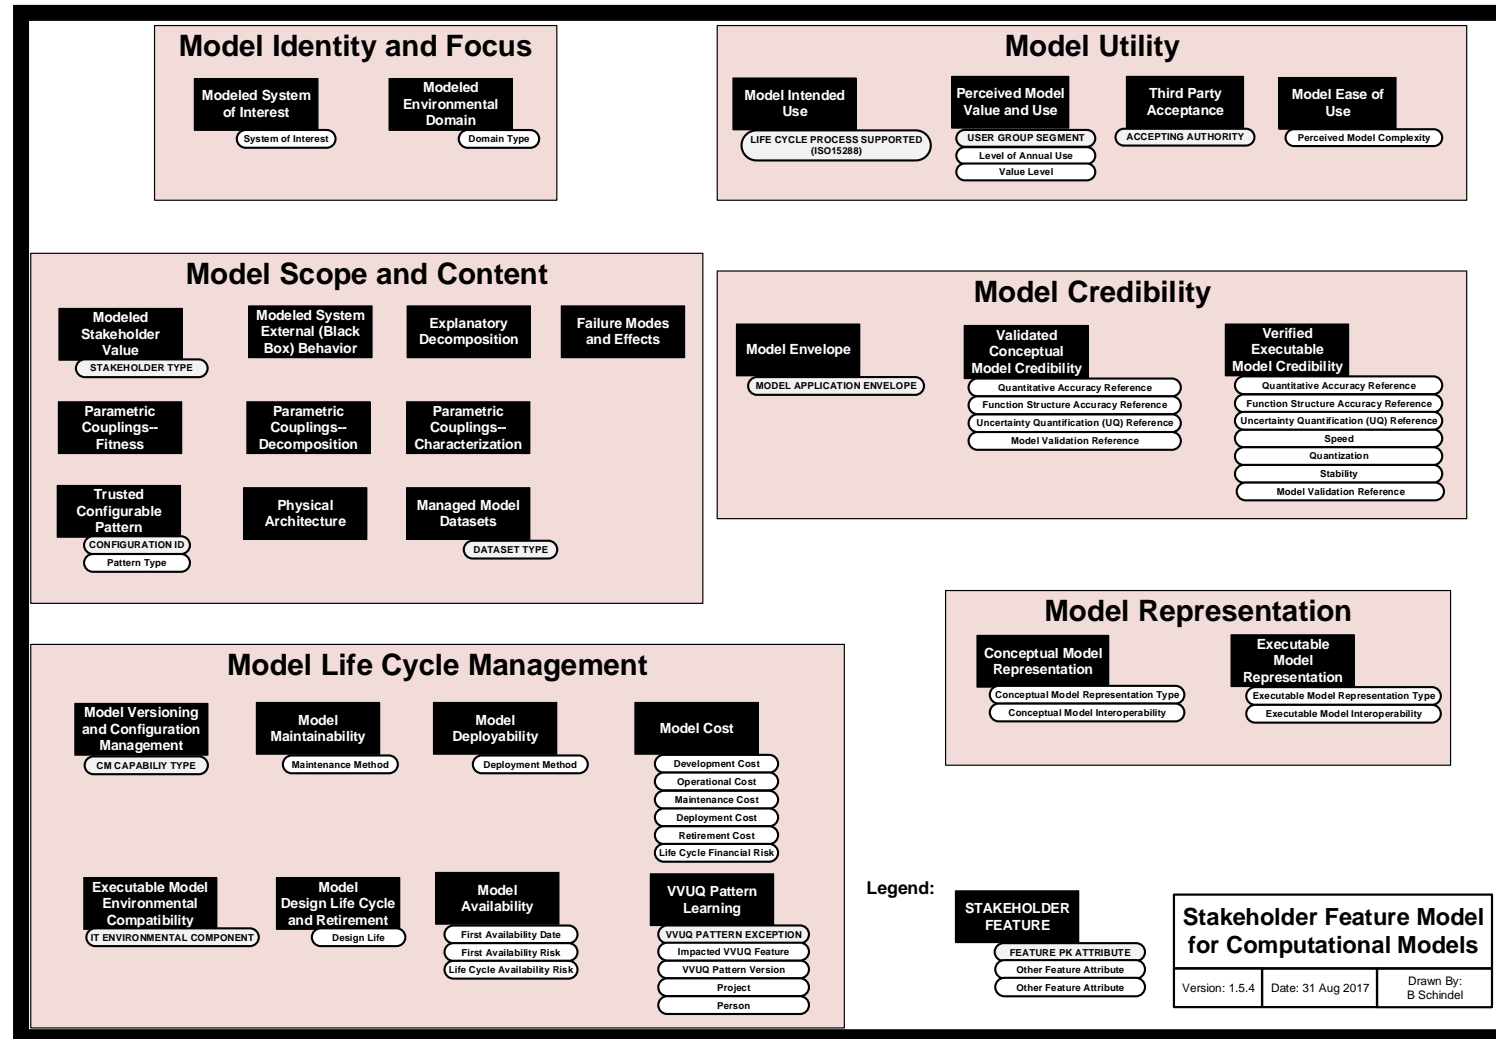 Model Identity and Focus
Modeled System
of Interest
System of Interest
Modeled
Environmental
Domain
Domain Type
Model Utility
Model Intended
Use
LIFE CYCLE PROCESS SUPPORTED
(ISO15288)
Perceived Model
Value and Use
USER GROUP SEGMENT
Level of Annual Use
Value Level
Third Party
Acceptance
ACCEPTING AUTHORITY
Model Ease of
Use
Perceived Model Complexity
Model Scope and Content
Modeled
Stakeholder
Value
STAKEHOLDER TYPE
Modeled System
External (Black
Box) Behavior
Explanatory
Decomposition
Failure Modes
and Effects
Parametric
Couplings--
Fitness
Parametric
Couplings--
Decomposition
Parametric
Couplings--
Characterization
Trusted
Configurable
Pattern
CONFIGURATION ID
Pattern Type
Physical
Architecture
Managed Model
Datasets
DATASET TYPE
Model Credibility
Model Envelope
MODEL APPLICATION ENVELOPE
Validated
Conceptual
Model Credibility
Quantitative Accuracy Reference
Function Structure Accuracy Reference
Uncertainty Quantification (UQ) Reference
Model Validation Reference
Verified
Executable
Model Credibility
Quantitative Accuracy Reference
Function Structure Accuracy Reference
Uncertainty Quantification (UQ) Reference
Speed
Quantization
Stability
Model Validation Reference
Model Representation
Conceptual Model
Representation
Conceptual Model Representation Type
Conceptual Model Interoperability
Executable
Model
Representation
Executable Model Representation Type
Executable Model Interoperability
Model Life Cycle Management
Model Versioning
and Configuration
Management
CM CAPABILIY TYPE
Model
Maintainability
Maintenance Method
Model
Deployability
Deployment Method
Model Cost
Development Cost
Operational Cost
Maintenance Cost
Deployment Cost
Retirement Cost
Life Cycle Financial Risk
Executable Model
Environmental
Compatibility
IT ENVIRONMENTAL COMPONENT
Model
Design Life Cycle
and Retirement
Design Life
Model
Availability
First Availability Date
First Availability Risk
Life Cycle Availability Risk
VVUQ Pattern
Learning
VVUQ PATTERN EXCEPTION
Impacted VVUQ Feature
VVUQ Pattern Version
Project
Person
Legend:
STAKEHOLDER
FEATURE
FEATURE PK ATTRIBUTE
Other Feature Attribute
Other Feature Attribute
Stakeholder Feature Model
for Computational Models
Version: 1.5.4
Date: 31 Aug 2017
Drawn By:
B Schindel